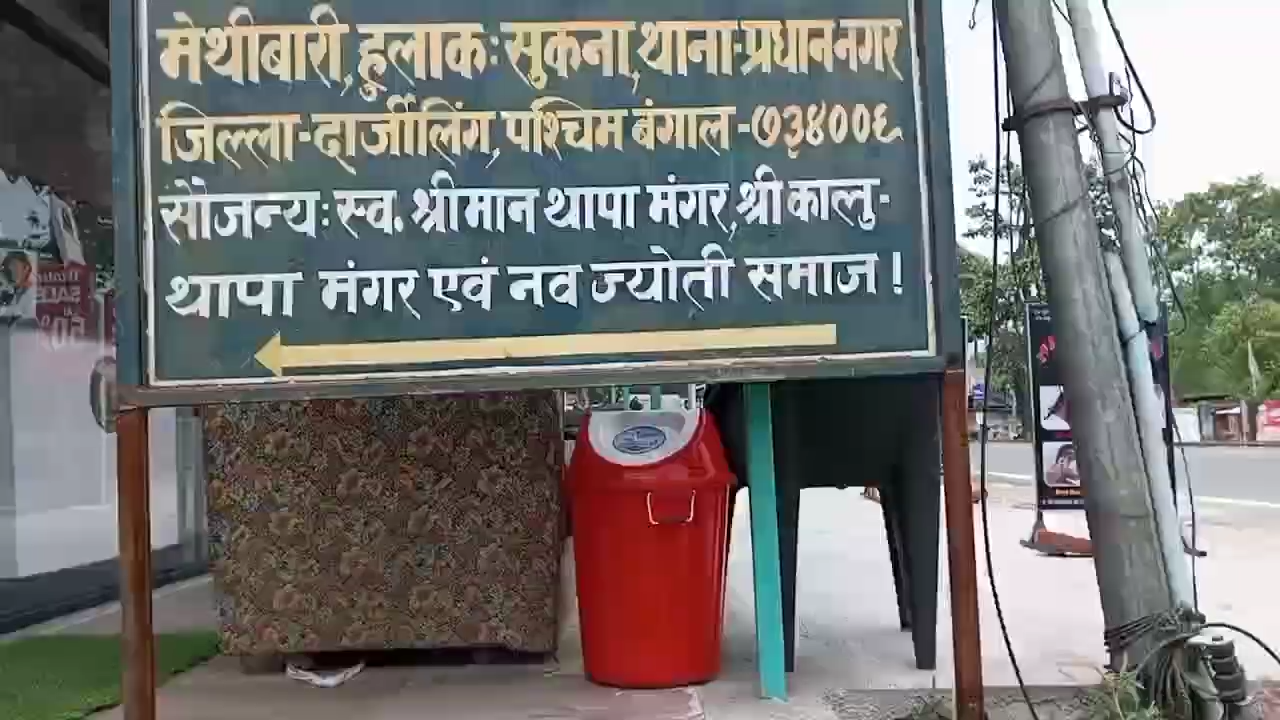 मेथीबारी, हुलाक: सुकना, थाना-प्रधाननगर
जिल्ला-दार्जीलिंग, पश्चिम बंगाल -७३४००६
सौजन्य: स्व. श्रीमान थापा मंगर, श्री कालु-
थापा मंगर एवं नव ज्योती समाज !